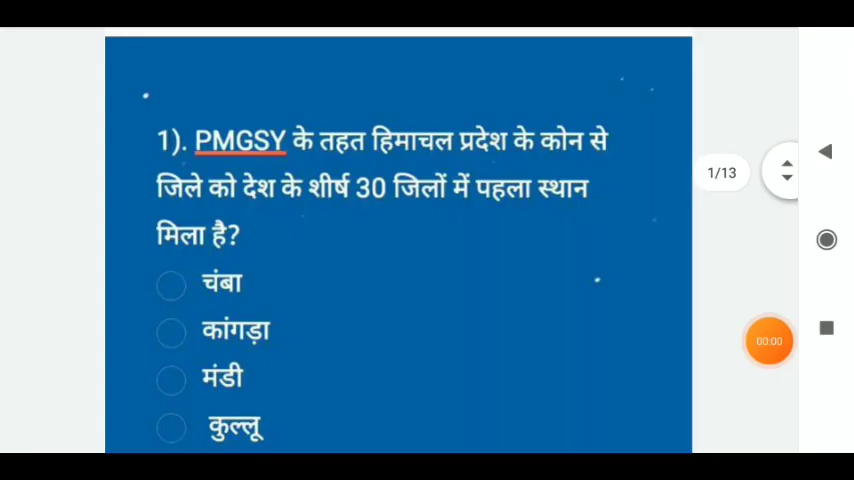 1). PMGSY के तहत हिमाचल प्रदेश के कोन से
जिले को देश के शीर्ष 30 जिलों में पहला स्थान
मिला है?
चंबा
कांगड़ा
मंडी
कुल्लू
1/13
00:00